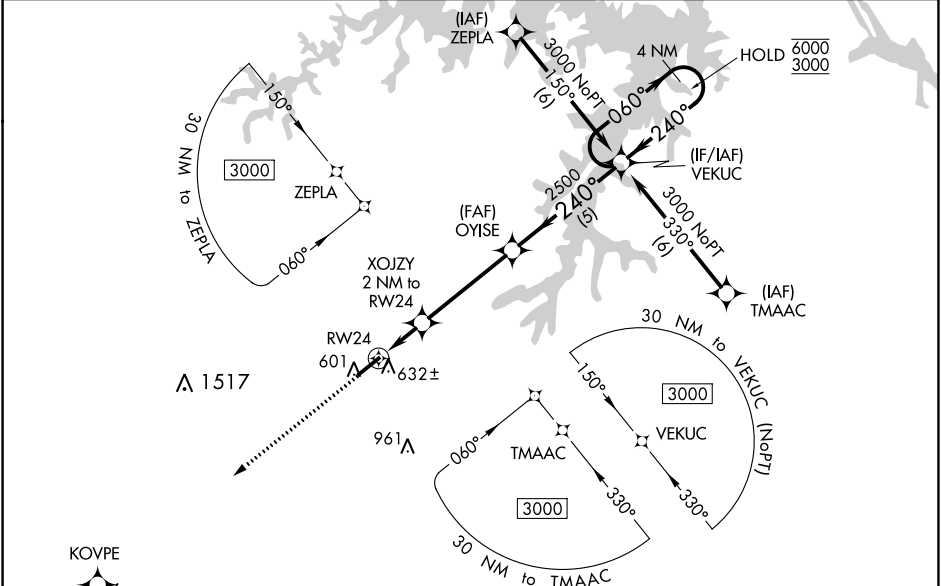 (IAF)
ZEPLA
3000 NoPT
150°
(6)
4 NM
HOLD 6000
3000
060°
240°
(IF/IAF)
VEKUC
2500
240°
(5)
3000 NoPT
330°
(6)
(IAF)
TMAAC
(FAF)
OYISE
XOJZY
2 NM to
RW24
RW24
601
632±
1517
961
150°
30 NM to ZEPLA
3000
ZEPLA
060°
30 NM to VEKUC (NoPT)
150°
3000
VEKUC
330°
060°
TMAAC
330°
3000
30 NM to TMAAC
KOVPE